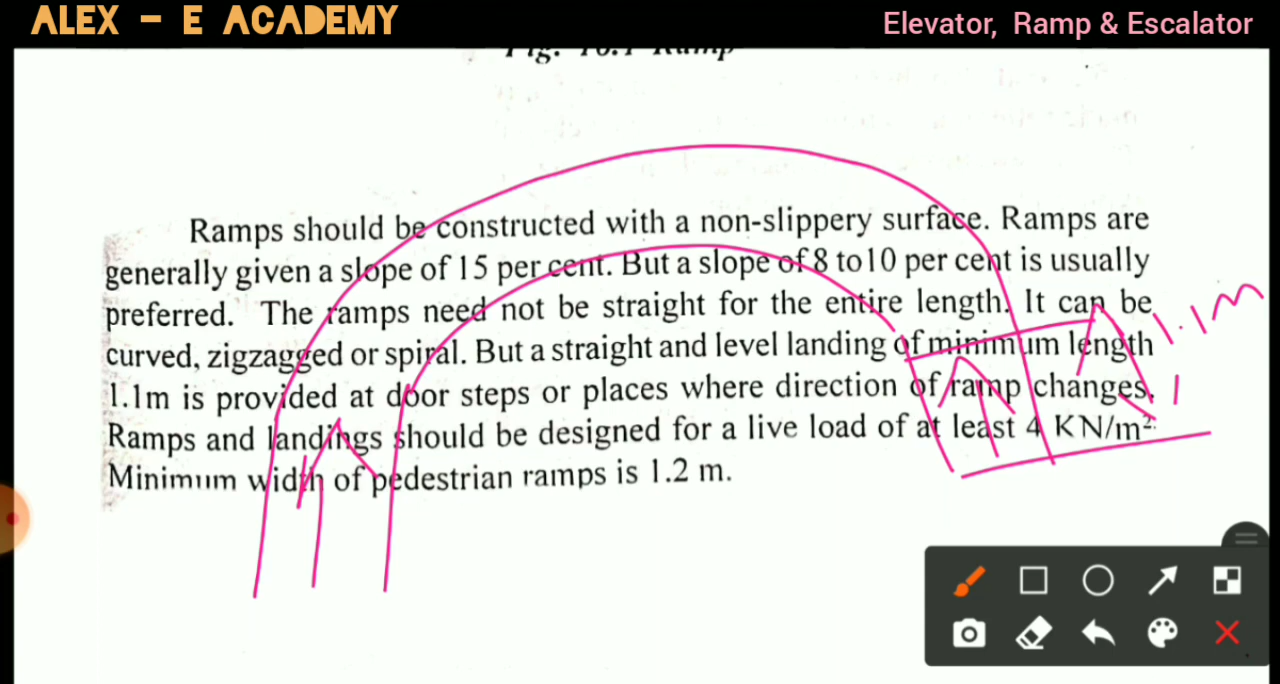 ALEX - E ACADEMY
Elevator, Ramp & Escalator
Fig. 10.1 Ramp
Ramps should be constructed with a non-slippery surface. Ramps are
generally given a slope of 15 per cent. But a slope of 8 to10 per cent is usually
preferred. The ramps need not be straight for the entire length. It can be
curved, zigzagged or spiral. But a straight and level landing of minimum length
1.1m is provided at door steps or places where direction of ramp changes.
Ramps and landings should be designed for a live load of at least 4 KN/m².
Minimum width of pedestrian ramps is 1.2 m.
1.1m